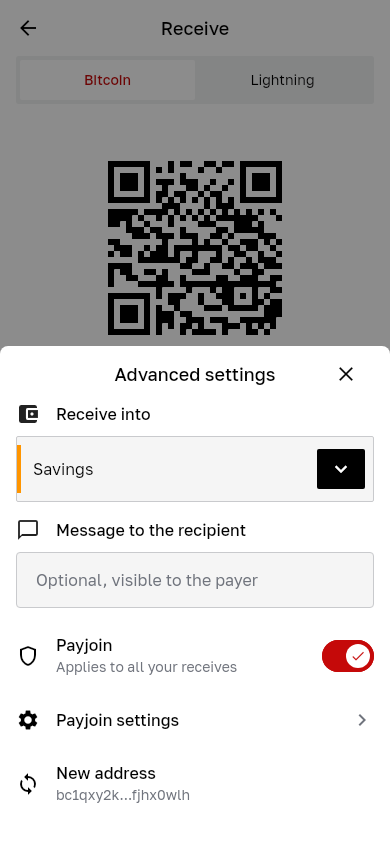 Receive
Bitcoin
Lightning
Advanced settings
Receive into
Savings
Message to the recipient
Optional, visible to the payer
Payjoin
Applies to all your receives
Payjoin settings
New address
bc1qxy2k...fjhx0wlh